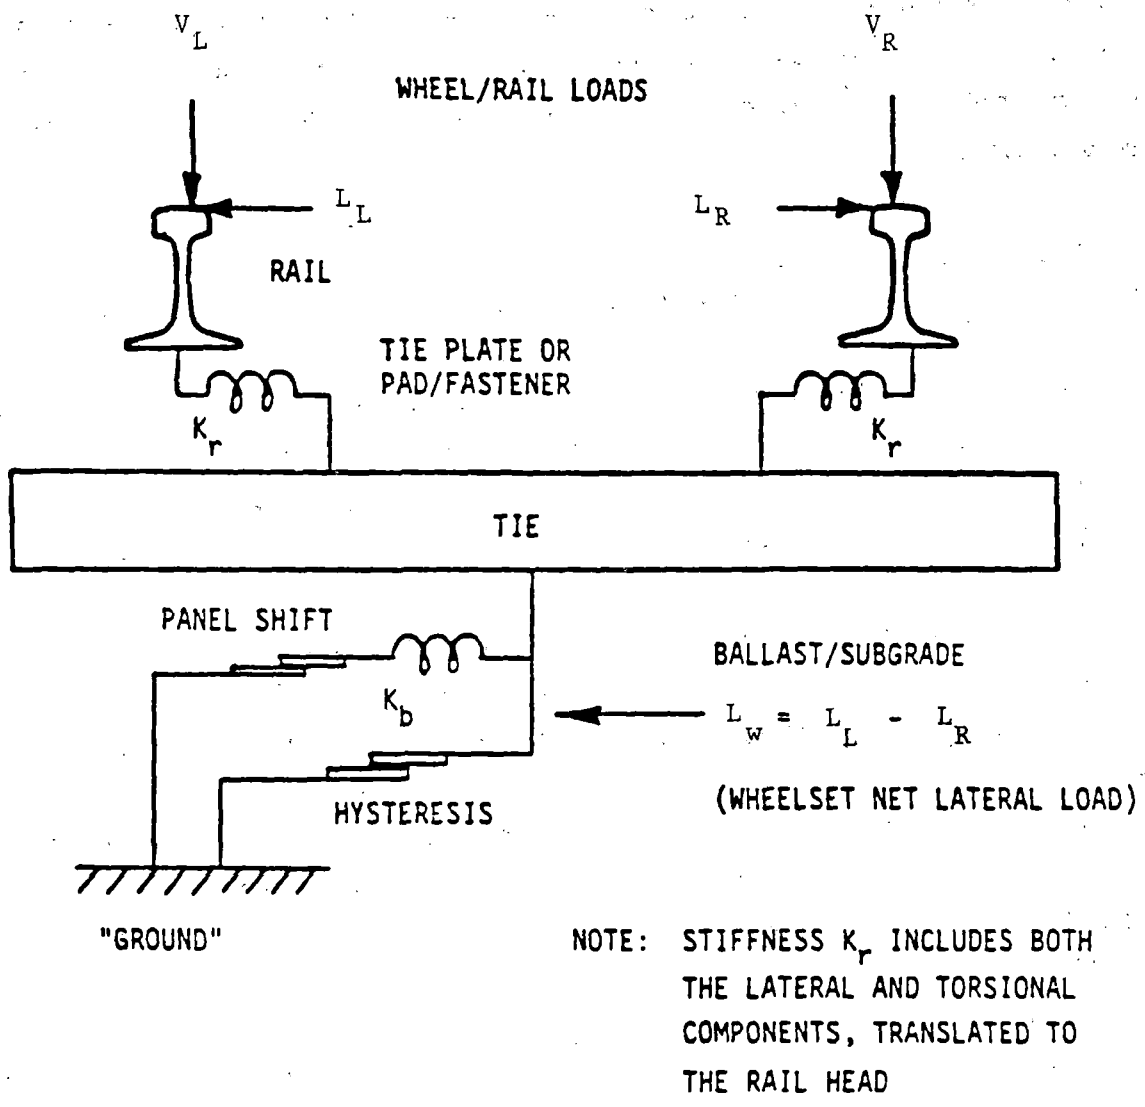 V_L
V_R
WHEEL/RAIL LOADS
L_L
L_R
RAIL
TIE PLATE OR
PAD/FASTENER
K_r
K_r
TIE
PANEL SHIFT
BALLAST/SUBGRADE
K_b
L_w = L_L - L_R
(WHEELSET NET LATERAL LOAD)
HYSTERESIS
"GROUND"
NOTE: STIFFNESS K_r INCLUDES BOTH
THE LATERAL AND TORSIONAL
COMPONENTS, TRANSLATED TO
THE RAIL HEAD